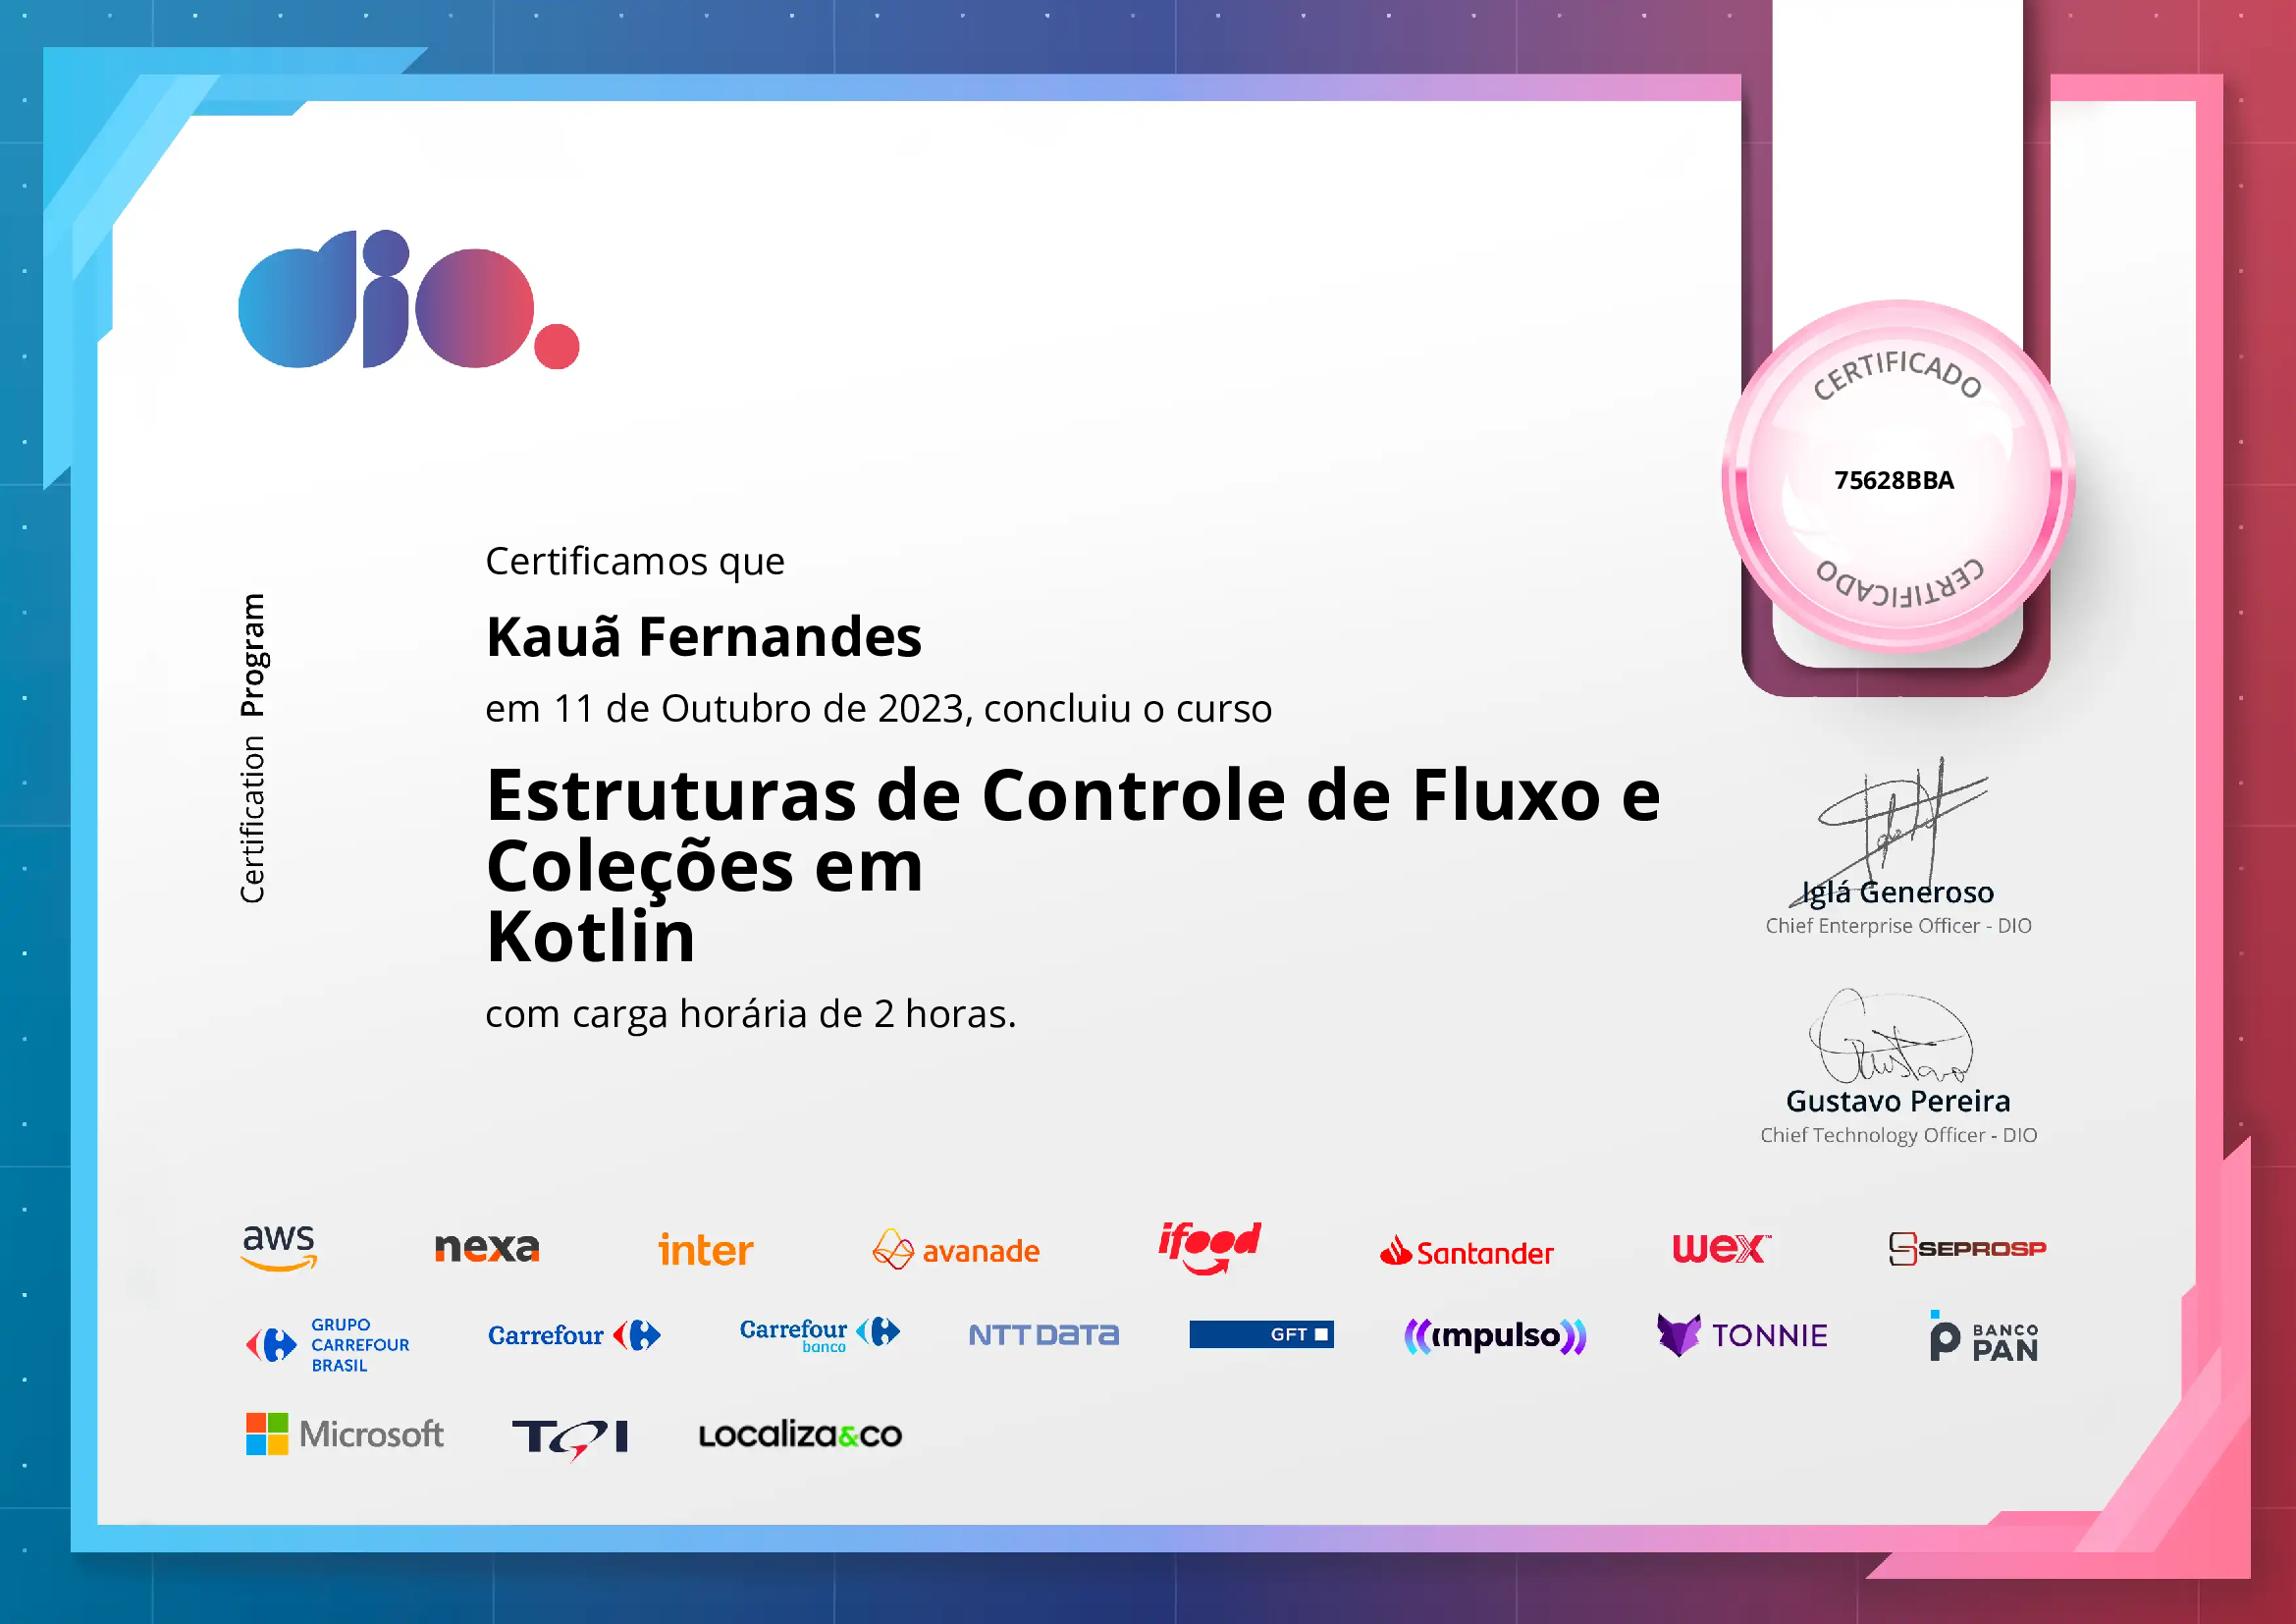 dio.
CERTIFICADO
75628BBA
CERTIFICADO
Certification Program
Certificamos que
Kauã Fernandes
em 11 de Outubro de 2023, concluiu o curso
Estruturas de Controle de Fluxo e
Coleções em
Kotlin
com carga horária de 2 horas.
Iglá Generoso
Chief Enterprise Officer - DIO
Gustavo
Gustavo Pereira
Chief Technology Officer - DIO
aws nexa inter avanade ifood Santander wex™ SEPROSP
GRUPO
CARREFOUR
BRASIL
Carrefour
Carrefour
banco
NTT DATA
GFT
impulso
TONNIE
BANCO
PAN
Microsoft TQI Localiza&co